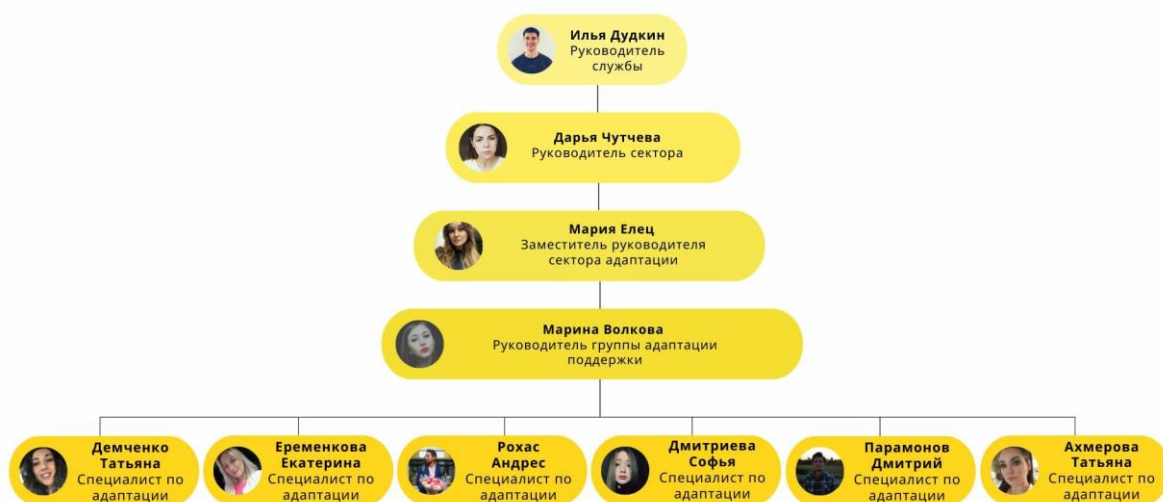 Илья Дудкин
Руководитель
службы
Дарья Чутчева
Руководитель сектора
Мария Елец
Заместитель руководителя
сектора адаптации
Марина Волкова
Руководитель группы адаптации
поддержки
Демченко
Татьяна
Специалист по
адаптации
Еременкова
Екатерина
Специалист по
адаптации
Рохас
Андрес
Специалист по
адаптации
Дмитриева
Софья
Специалист по
адаптации
Парамонов
Дмитрий
Специалист по
адаптации
Ахмерова
Татьяна
Специалист по
адаптации